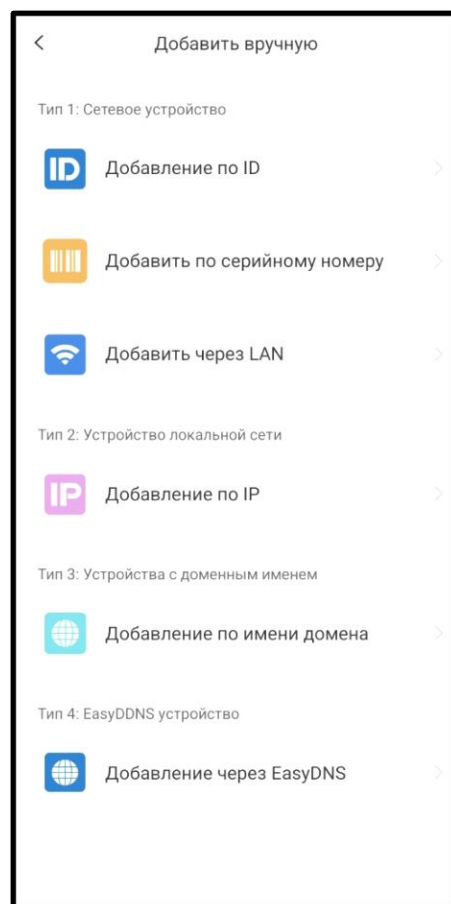 Добавить вручную
Тип 1: Сетевое устройство
ID Добавление по ID
Добавить по серийному номеру
Добавить через LAN
Тип 2: Устройство локальной сети
IP Добавление по IP
Тип 3: Устройства с доменным именем
Добавление по имени домена
Тип 4: EasyDDNS устройство
Добавление через EasyDNS